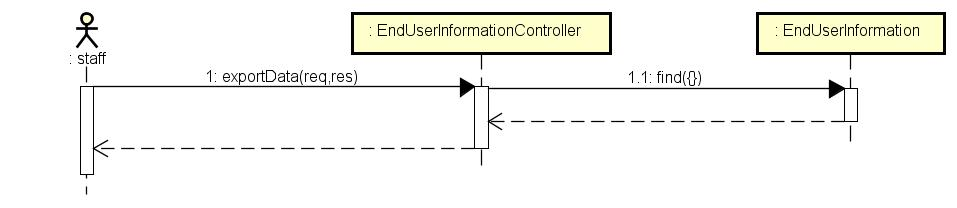 : staff
: EndUserInformationController
: EndUserInformation
1: exportData(req,res)
1.1: find({})